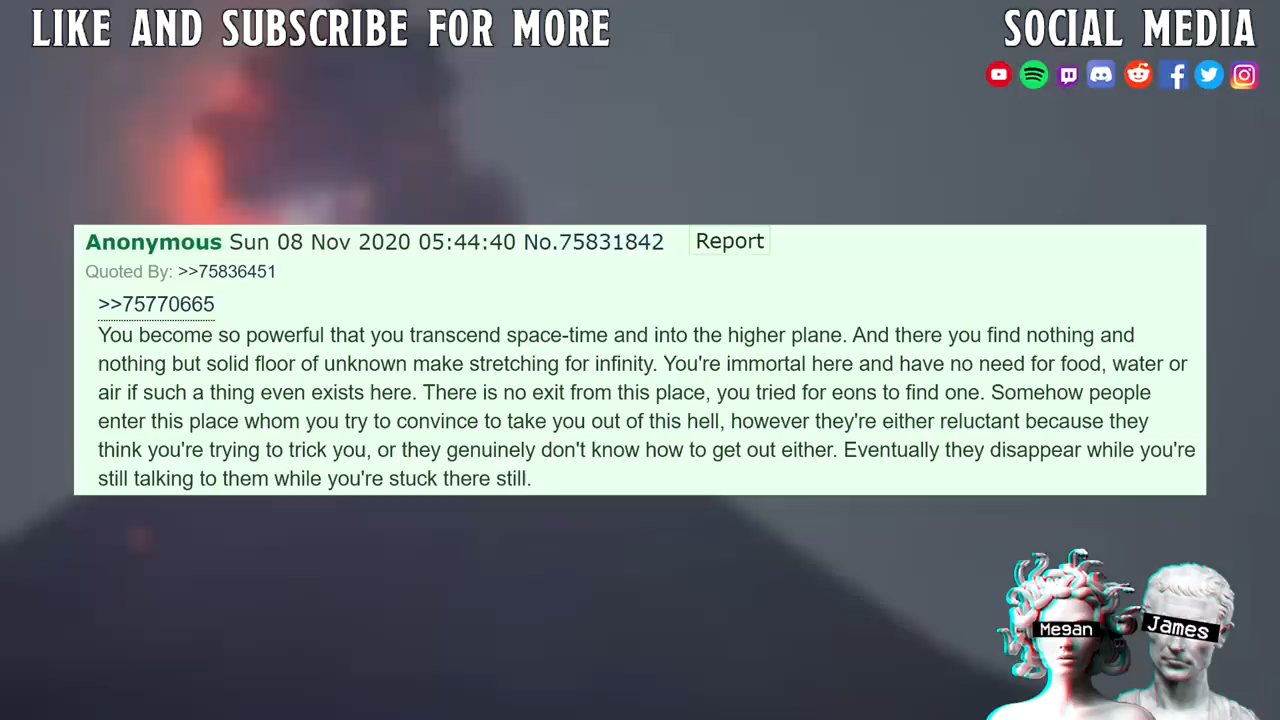 LIKE AND SUBSCRIBE FOR MORE
SOCIAL MEDIA
Anonymous Sun 08 Nov 2020 05:44:40 No.75831842 Report
Quoted By: >>75836451
>>75770665
You become so powerful that you transcend space-time and into the higher plane. And there you find nothing and
nothing but solid floor of unknown make stretching for infinity. You're immortal here and have no need for food, water or
air if such a thing even exists here. There is no exit from this place, you tried for eons to find one. Somehow people
enter this place whom you try to convince to take you out of this hell, however they're either reluctant because they
think you're trying to trick you, or they genuinely don't know how to get out either. Eventually they disappear while you're
still talking to them while you're stuck there still.
Megan
James